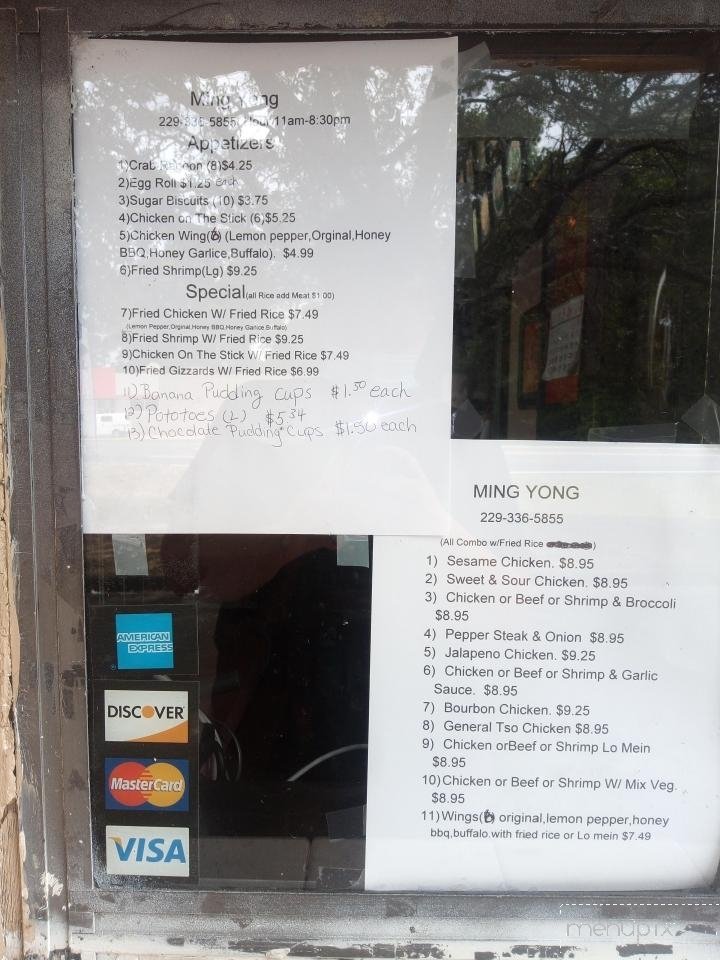 Ming Yong
229-336-5855, Hour 11am-8:30pm
Appetizers
1)Crab Racoon (8)$4.25
2)Egg Roll $1.25 each
3)Sugar Biscuits (10) $3.75
4)Chicken on The Stick (6)$5.25
5)Chicken Wing(6) (Lemon pepper,Orginal,Honey
BBQ,Honey Garlice,Buffalo). $4.99
6)Fried Shrimp(Lg) $9.25
Special(all Rice add Meat $1.00)
7)Fried Chicken W/ Fried Rice $7.49
(Lemon Pepper,Orginal,Honey BBQ,Honey Garlice Buffalo)
8)Fried Shrimp W/ Fried Rice $9.25
9)Chicken On The Stick W/ Fried Rice $7.49
10)Fried Gizzards W/ Fried Rice $6.99
11) Banana Pudding Cups $1.50 each
12) Pototoes (L) $5.34
13) Chocolate Pudding Cups $1.50 each
MING YONG
229-336-5855
(All Combo w/Fried Rice )
1) Sesame Chicken. $8.95
2) Sweet & Sour Chicken. $8.95
3) Chicken or Beef or Shrimp & Broccoli
$8.95
4) Pepper Steak & Onion $8.95
5) Jalapeno Chicken. $9.25
6) Chicken or Beef or Shrimp & Garlic
Sauce. $8.95
7) Bourbon Chicken. $9.25
8) General Tso Chicken $8.95
9) Chicken orBeef or Shrimp Lo Mein
$8.95
10)Chicken or Beef or Shrimp W/ Mix Veg.
$8.95
11)Wings(6) original,lemon pepper,honey
bbq,buffalo.with fried rice or Lo mein $7.49
AMERICAN
EXPRESS
DISCOVER
MasterCard
VISA
menupix